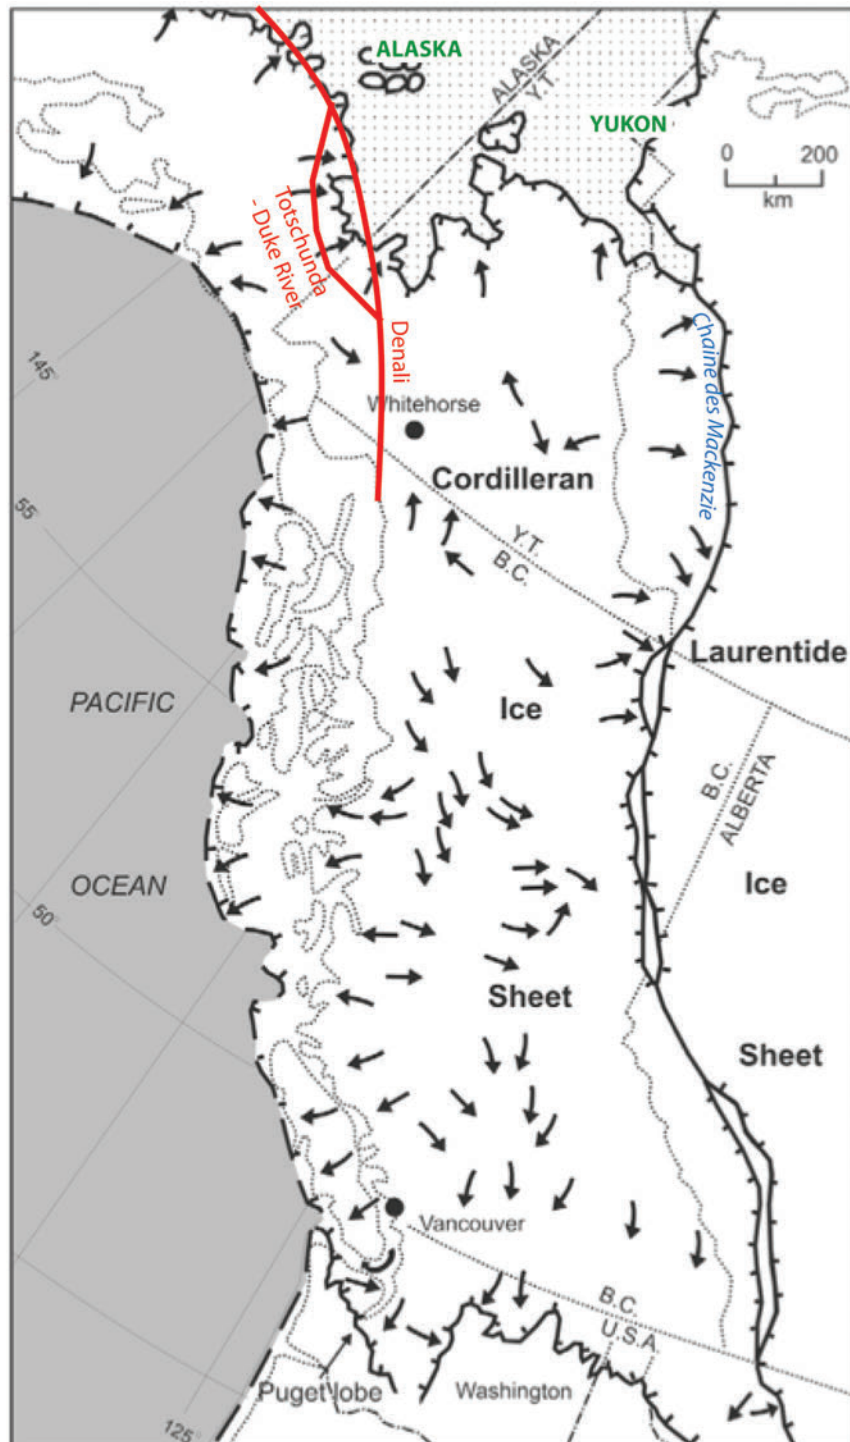 ALASKA
ALASKA
Y.T.
YUKON
0 200
km
Totschunda
- Duke River
Denali
Chaine des Mackenzie
145°
Whitehorse
Cordilleran
55
Y.T.
B.C.
Laurentide
PACIFIC
Ice
B.C.
ALBERTA
OCEAN
Ice
50°
Sheet
Sheet
Vancouver
B.C.
U.S.A.
Puget lobe
Washington
125°